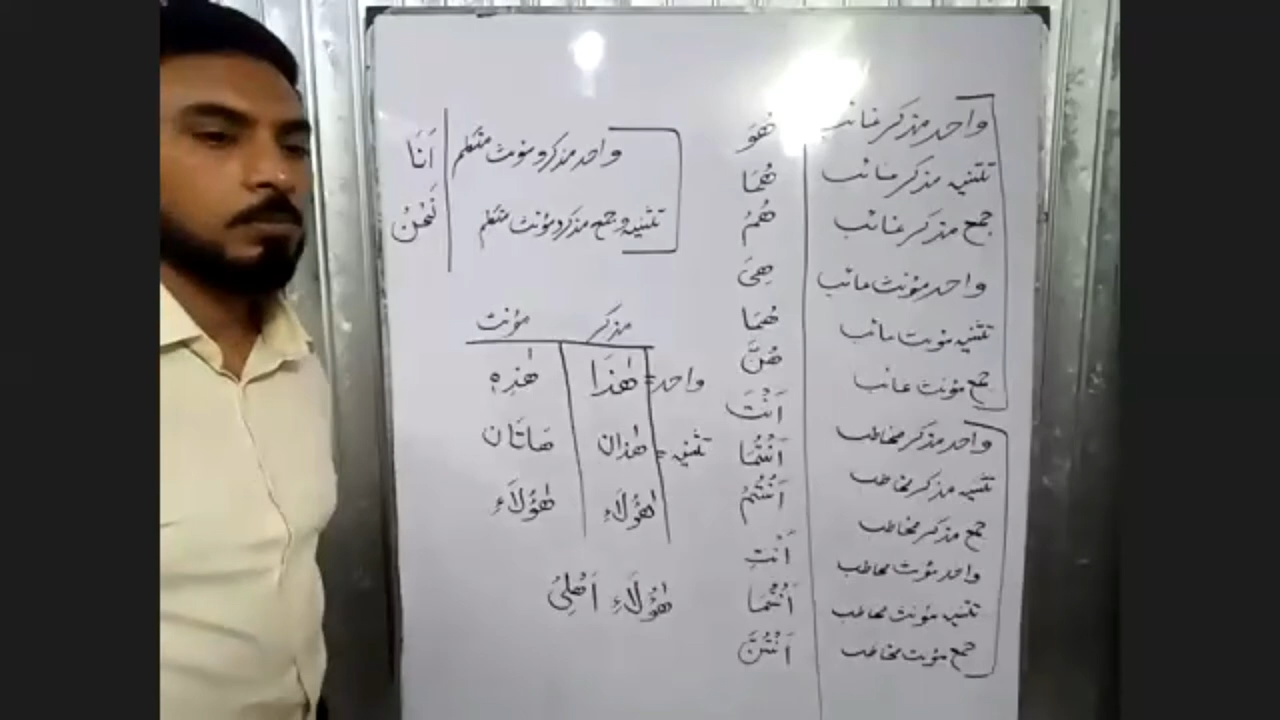 واحد مذکر غائب هُوَ
تثنیہ مذکر غائب هُمَا
جمع مذکر غائب هُمْ
واحد مؤنث غائب هِیَ
تثنیہ مؤنث غائب هُمَا
جمع مؤنث غائب هُنَّ
واحد مذکر مخاطب اَنْتَ
تثنیہ مذکر مخاطب اَنْتُمَا
جمع مذکر مخاطب اَنْتُمْ
واحد مؤنث مخاطب اَنْتِ
تثنیہ مؤنث مخاطب اَنْتُمَا
جمع مؤنث مخاطب اَنْتُنَّ
واحد مذکر و مؤنث متکلم اَنَا
تثنیہ و جمع مذکر و مؤنث متکلم نَحْنُ
مذکر مؤنث
واحد = هٰذَا هٰذِهٖ
تثنیہ = هٰذان هَاتَان
هٰؤُلَاءِ هٰؤُلَاءِ
هٰؤُلَاءِ اَهْلِیْ